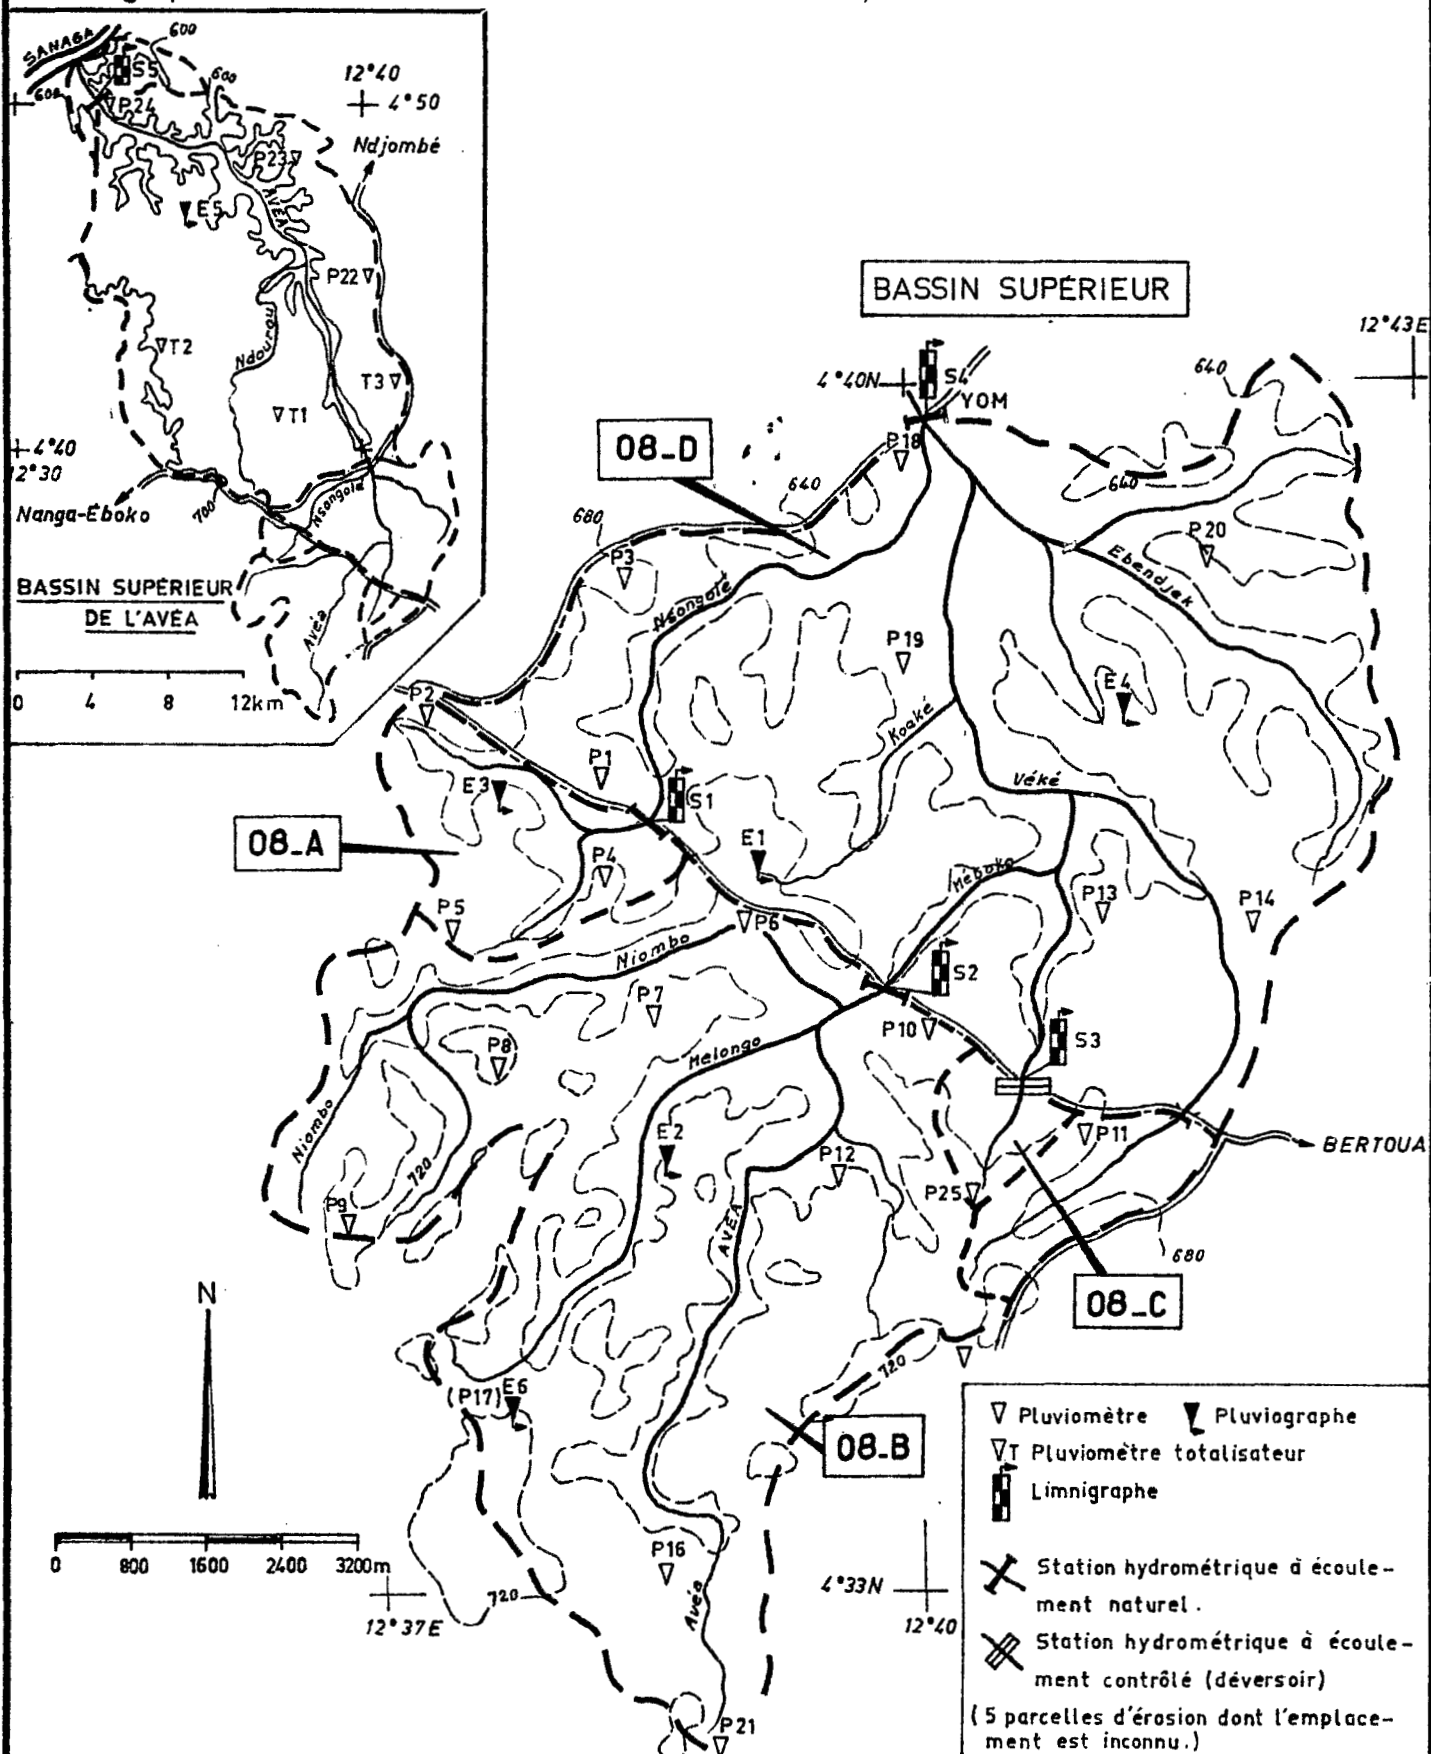 SANAGA
600
600
600
S5
P24
12°40
4°50
Ndjombé
P23
AVÉA
E5
P22
T2
Ndourou
T3
T1
4°40
12°30
Nanga-Éboko
700
Nsongolé
Avéa
BASSIN SUPÉRIEUR
DE L'AVÉA
0 4 8 12km
BASSIN SUPÉRIEUR
12°43E
4°40N
S4
YOM
640
08_D
P18
640
640
680
P3
P20
Ebendjek
Nsongolé
P19
E4
P2
Koaké
P1
E3
S1
Véké
08_A
E1
P4
Méboko
P13
P14
P5
P6
Niombo
S2
P7
P10
S3
P8
Melongo
Niombo
E2
P11
BERTOUA
P12
720
P25
P9
AVÉA
680
N
08_C
720
(P17)
E6
08_B
Pluviomètre
Pluviographe
T Pluviomètre totalisateur
Limnigraphe
0 800 1600 2400 3200m
P16
720
4°33N
12°37E
12°40
Avéa
Station hydrométrique à écoule-
ment naturel.
Station hydrométrique à écoule-
ment contrôlé (déversoir)
(5 parcelles d'érosion dont l'emplace-
ment est inconnu.)
P21